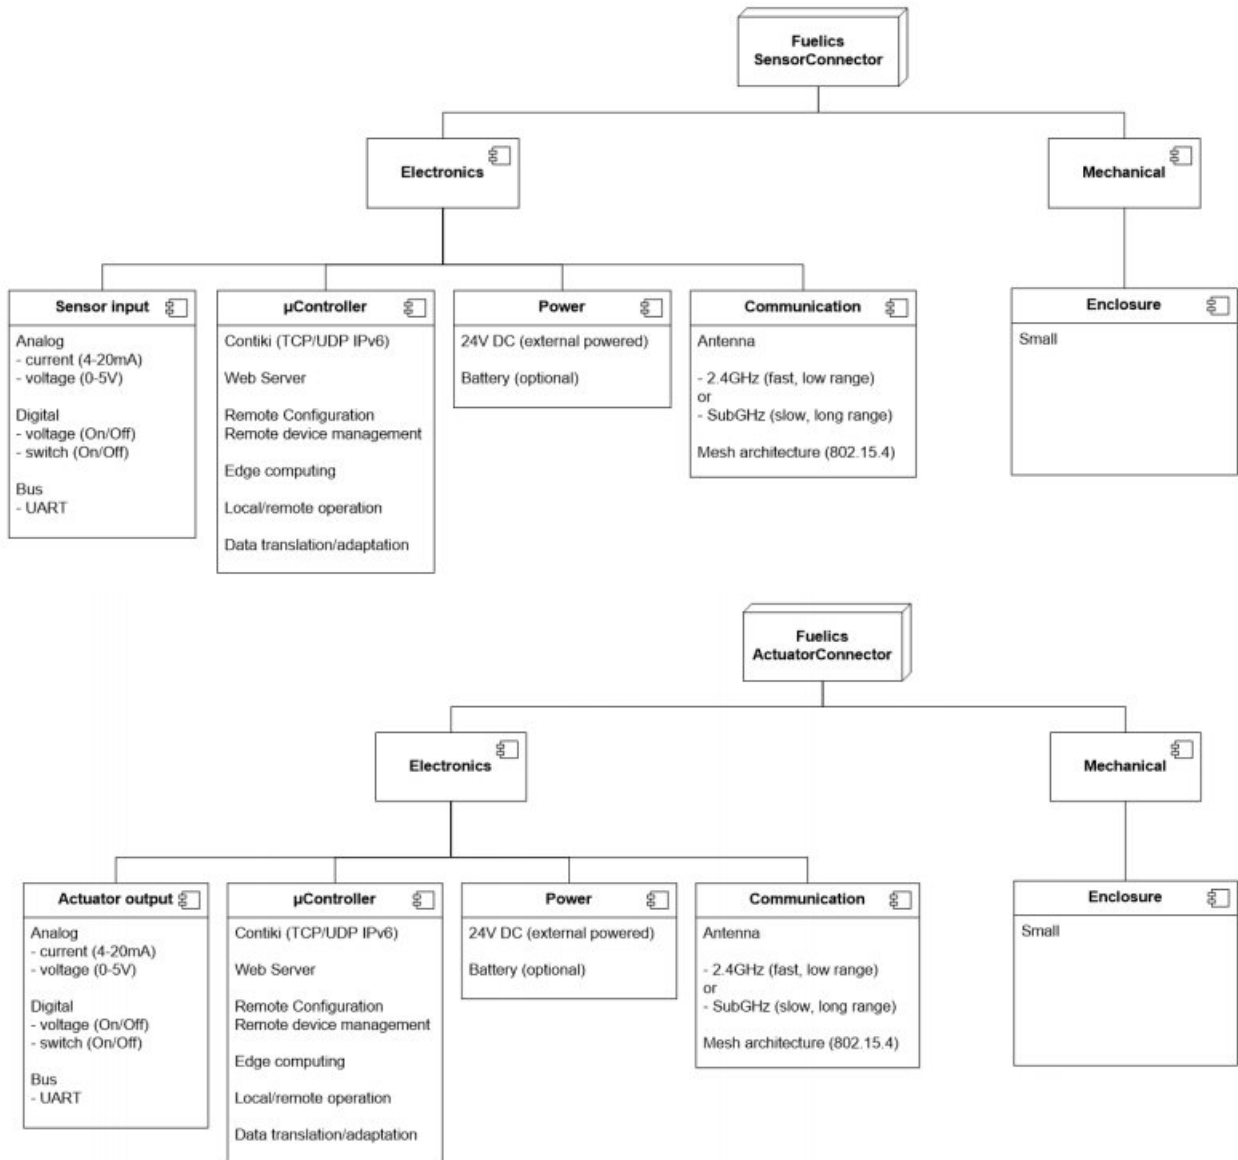 Fuelics
SensorConnector
Electronics
Mechanical
Sensor input
Analog
- current (4-20mA)
- voltage (0-5V)
Digital
- voltage (On/Off)
- switch (On/Off)
Bus
- UART
µController
Contiki (TCP/UDP IPv6)
Web Server
Remote Configuration
Remote device management
Edge computing
Local/remote operation
Data translation/adaptation
Power
24V DC (external powered)
Battery (optional)
Communication
Antenna
- 2.4GHz (fast, low range)
or
- SubGHz (slow, long range)
Mesh architecture (802.15.4)
Enclosure
Small
Fuelics
ActuatorConnector
Electronics
Mechanical
Actuator output
Analog
- current (4-20mA)
- voltage (0-5V)
Digital
- voltage (On/Off)
- switch (On/Off)
Bus
- UART
µController
Contiki (TCP/UDP IPv6)
Web Server
Remote Configuration
Remote device management
Edge computing
Local/remote operation
Data translation/adaptation
Power
24V DC (external powered)
Battery (optional)
Communication
Antenna
- 2.4GHz (fast, low range)
or
- SubGHz (slow, long range)
Mesh architecture (802.15.4)
Enclosure
Small